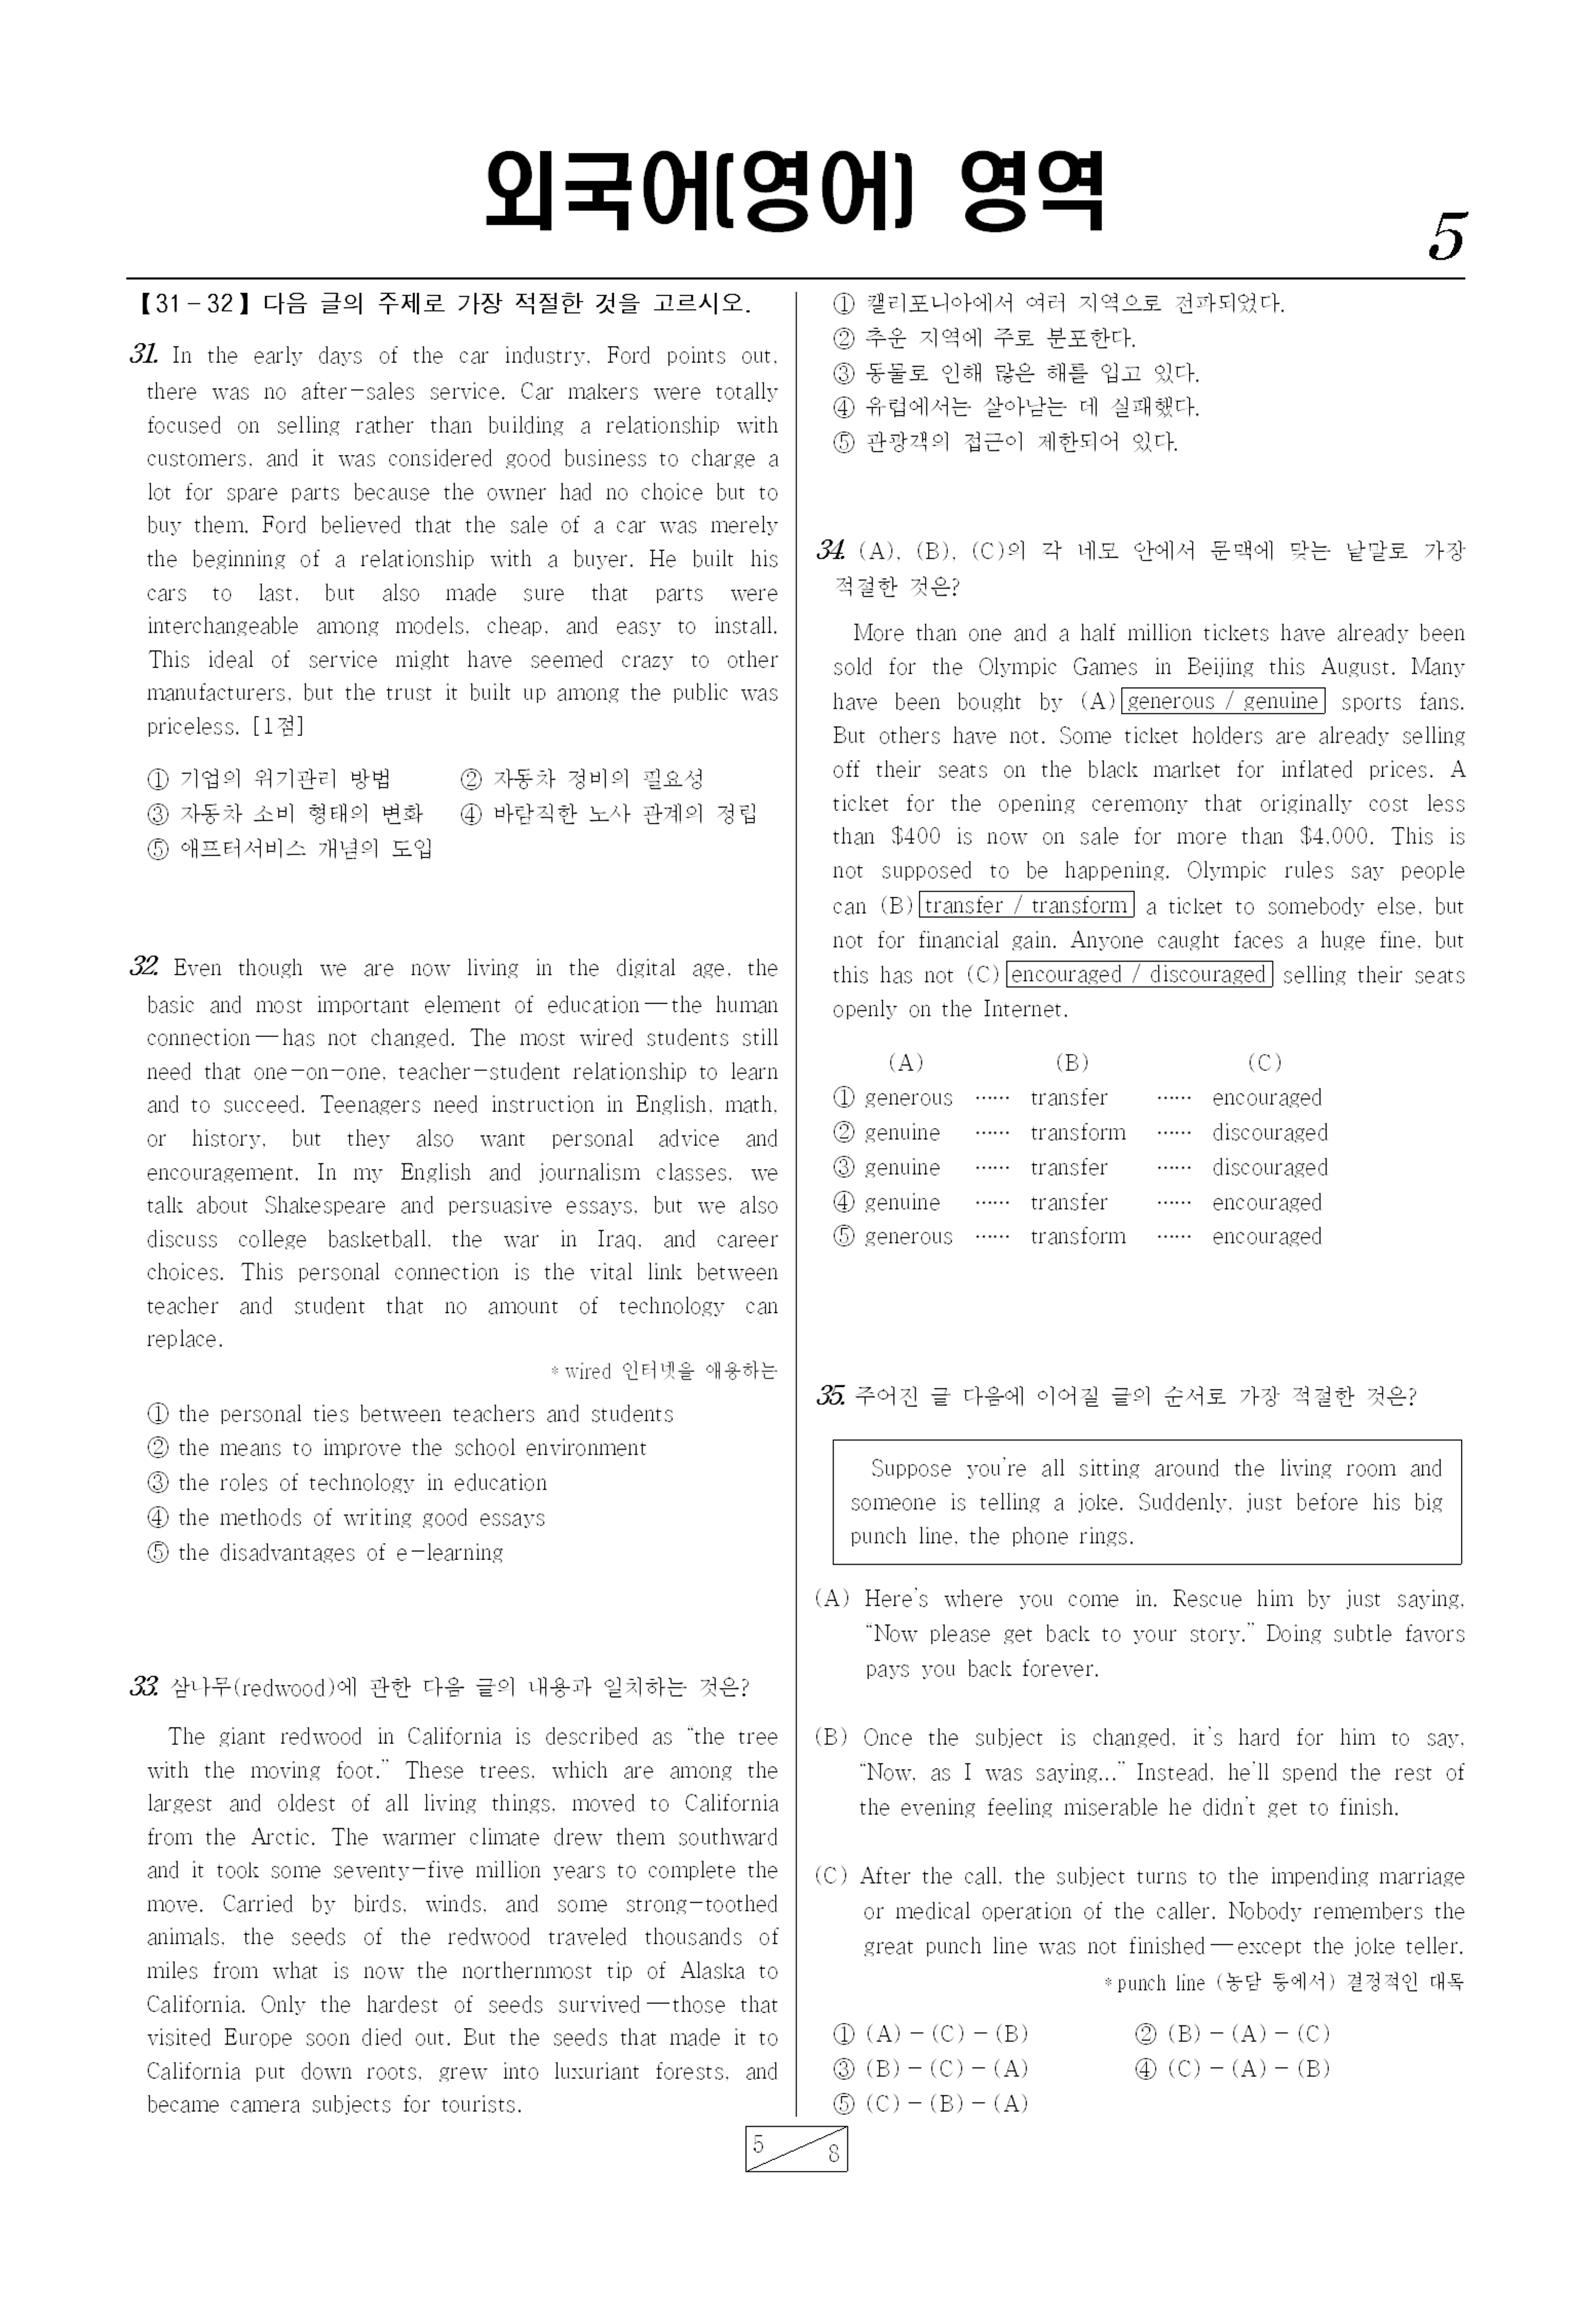 외국어(영어) 영역
5
【31-32】 다음 글의 주제로 가장 적절한 것을 고르시오.
31. In the early days of the car industry, Ford points out,
there was no after-sales service. Car makers were totally
focused on selling rather than building a relationship with
customers, and it was considered good business to charge a
lot for spare parts because the owner had no choice but to
buy them. Ford believed that the sale of a car was merely
the beginning of a relationship with a buyer. He built his
cars to last, but also made sure that parts were
interchangeable among models, cheap, and easy to install.
This ideal of service might have seemed crazy to other
manufacturers, but the trust it built up among the public was
priceless. [1점]
① 기업의 위기관리 방법 ② 자동차 정비의 필요성
③ 자동차 소비 형태의 변화 ④ 바람직한 노사 관계의 정립
⑤ 애프터서비스 개념의 도입
32. Even though we are now living in the digital age, the
basic and most important element of education—the human
connection—has not changed. The most wired students still
need that one-on-one, teacher-student relationship to learn
and to succeed. Teenagers need instruction in English, math,
or history, but they also want personal advice and
encouragement. In my English and journalism classes, we
talk about Shakespeare and persuasive essays, but we also
discuss college basketball, the war in Iraq, and career
choices. This personal connection is the vital link between
teacher and student that no amount of technology can
replace.
* wired 인터넷을 애용하는
① the personal ties between teachers and students
② the means to improve the school environment
③ the roles of technology in education
④ the methods of writing good essays
⑤ the disadvantages of e-learning
33. 삼나무(redwood)에 관한 다음 글의 내용과 일치하는 것은?
The giant redwood in California is described as “the tree
with the moving foot.” These trees, which are among the
largest and oldest of all living things, moved to California
from the Arctic. The warmer climate drew them southward
and it took some seventy-five million years to complete the
move. Carried by birds, winds, and some strong-toothed
animals, the seeds of the redwood traveled thousands of
miles from what is now the northernmost tip of Alaska to
California. Only the hardest of seeds survived—those that
visited Europe soon died out. But the seeds that made it to
California put down roots, grew into luxuriant forests, and
became camera subjects for tourists.
① 캘리포니아에서 여러 지역으로 전파되었다.
② 추운 지역에 주로 분포한다.
③ 동물로 인해 많은 해를 입고 있다.
④ 유럽에서는 살아남는 데 실패했다.
⑤ 관광객의 접근이 제한되어 있다.
34. (A), (B), (C)의 각 네모 안에서 문맥에 맞는 낱말로 가장
적절한 것은?
More than one and a half million tickets have already been
sold for the Olympic Games in Beijing this August. Many
have been bought by (A) generous / genuine sports fans.
But others have not. Some ticket holders are already selling
off their seats on the black market for inflated prices. A
ticket for the opening ceremony that originally cost less
than $400 is now on sale for more than $4,000. This is
not supposed to be happening. Olympic rules say people
can (B) transfer / transform a ticket to somebody else, but
not for financial gain. Anyone caught faces a huge fine, but
this has not (C) encouraged / discouraged selling their seats
openly on the Internet.
(A) (B) (C)
① generous …… transfer …… encouraged
② genuine …… transform …… discouraged
③ genuine …… transfer …… discouraged
④ genuine …… transfer …… encouraged
⑤ generous …… transform …… encouraged
35. 주어진 글 다음에 이어질 글의 순서로 가장 적절한 것은?
Suppose you're all sitting around the living room and
someone is telling a joke. Suddenly, just before his big
punch line, the phone rings.
(A) Here's where you come in. Rescue him by just saying,
“Now please get back to your story.” Doing subtle favors
pays you back forever.
(B) Once the subject is changed, it's hard for him to say,
“Now, as I was saying...” Instead, he'll spend the rest of
the evening feeling miserable he didn't get to finish.
(C) After the call, the subject turns to the impending marriage
or medical operation of the caller. Nobody remembers the
great punch line was not finished—except the joke teller.
* punch line (농담 등에서) 결정적인 대목
① (A) - (C) - (B) ② (B) - (A) - (C)
③ (B) - (C) - (A) ④ (C) - (A) - (B)
⑤ (C) - (B) - (A)
5 8